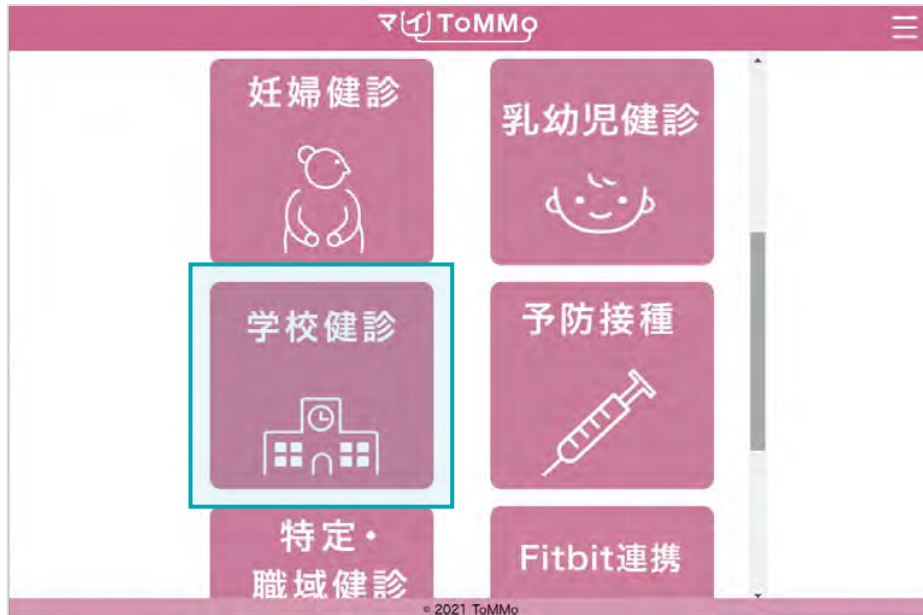 マイToMMo
妊婦健診
乳幼児健診
学校健診
予防接種
特定・
職域健診
Fitbit連携
© 2021 ToMMo